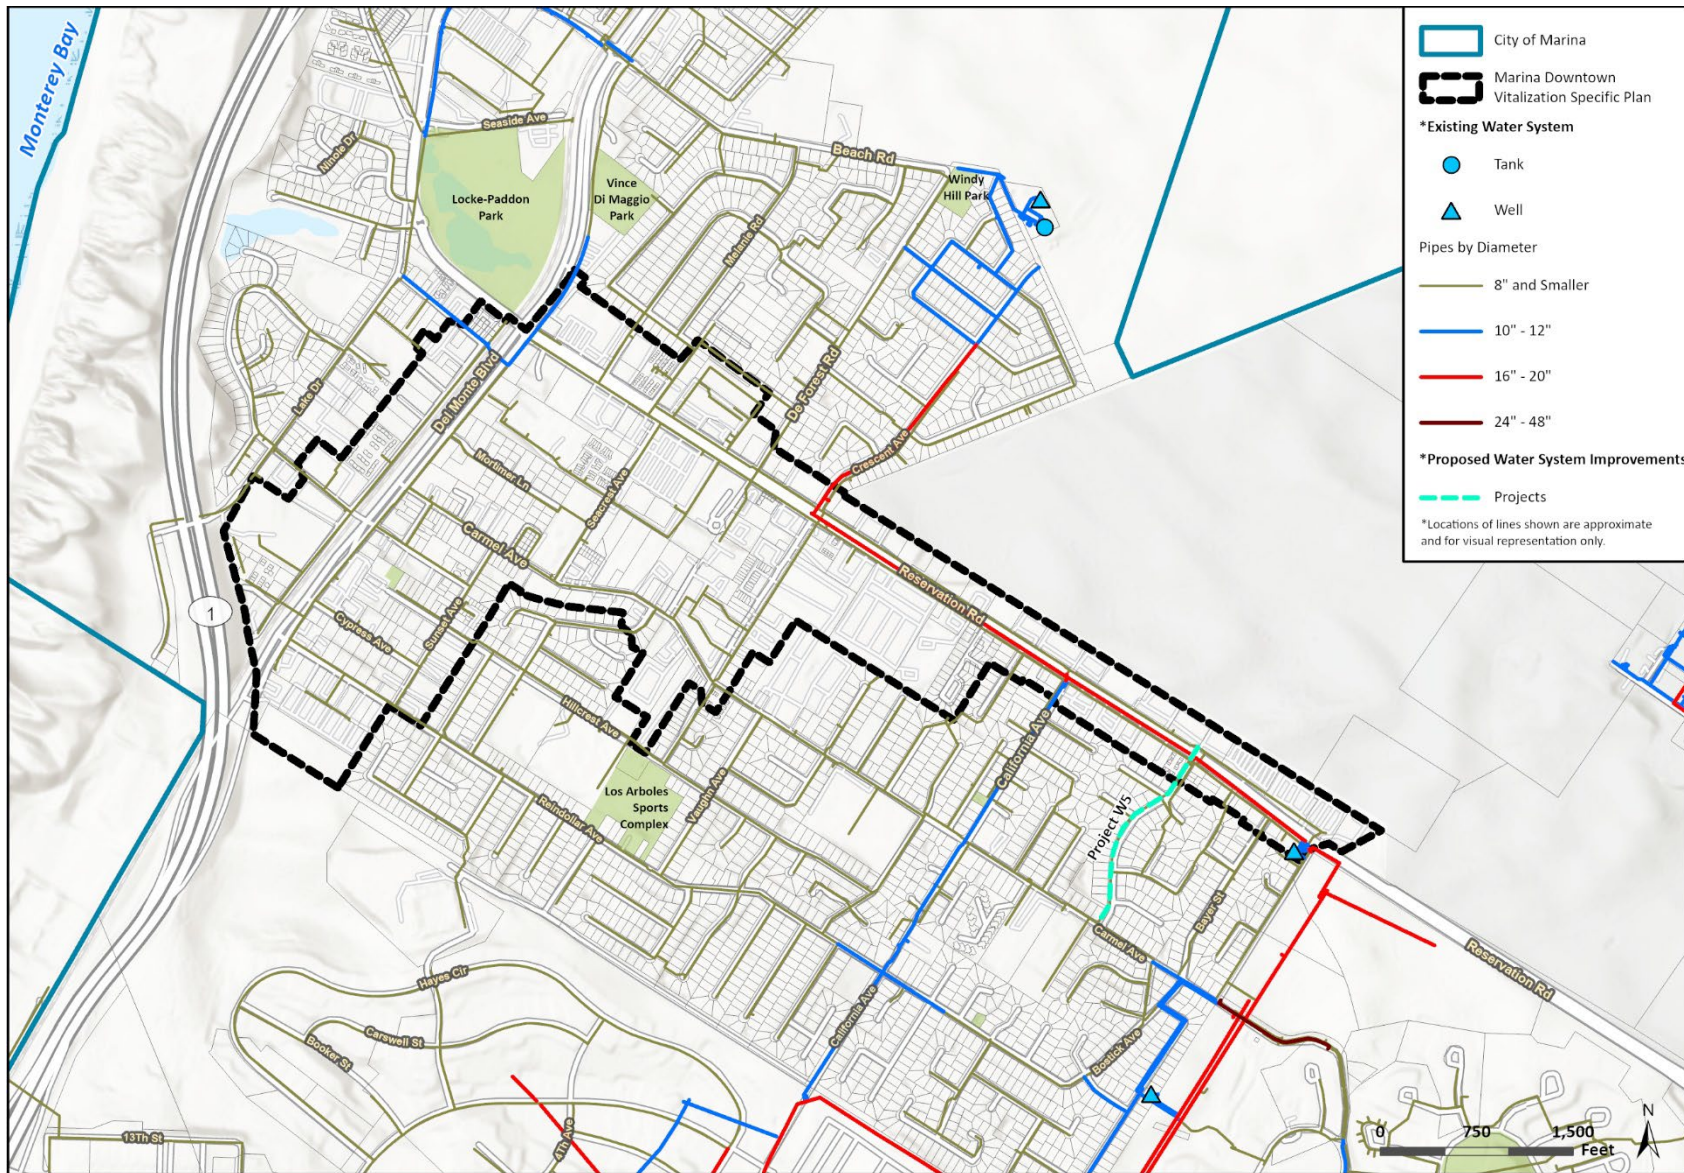 Monterey Bay
Seaside Ave
Ninole Dr
Beach Rd
Locke-Paddon
Park
Vince
Di Maggio
Park
Windy
Hill Park
Melanie Rd
Lake Dr
Del Monte Blvd
De Forest Rd
Crescent Ave
Mortimer Ln
Seacrest Ave
Carmel Ave
Reservation Rd
1
Cypress Ave
Sunset Ave
Hillcrest Ave
California Ave
Los Arboles
Sports
Complex
Vaughn Ave
Reindollar Ave
Project W5
Bayer St
Carmel Ave
Reservation Rd
Hayes Cir
Carswell St
Booker St
California Ave
Bostick Ave
13Th St
4Th Ave
City of Marina
Marina Downtown
Vitalization Specific Plan
*Existing Water System
Tank
Well
Pipes by Diameter
8" and Smaller
10" - 12"
16" - 20"
24" - 48"
*Proposed Water System Improvements
Projects
*Locations of lines shown are approximate
and for visual representation only.
0 750 1,500
Feet
N